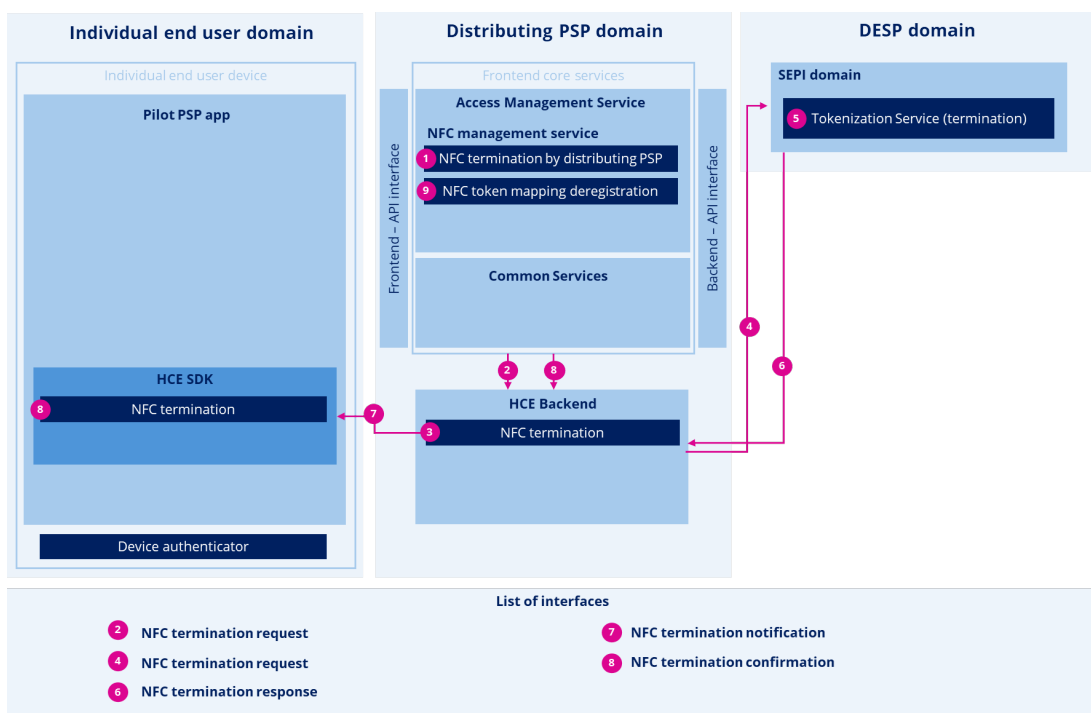 Individual end user domain
Individual end user device
Pilot PSP app
HCE SDK
8 NFC termination
Device authenticator
Distributing PSP domain
Frontend core services
Frontend – API interface
Access Management Service
NFC management service
1 NFC termination by distributing PSP
9 NFC token mapping deregistration
Common Services
Backend – API interface
2
8
HCE Backend
3 NFC termination
7
DESP domain
SEPI domain
5 Tokenization Service (termination)
4
6
List of interfaces
2 NFC termination request
4 NFC termination request
6 NFC termination response
7 NFC termination notification
8 NFC termination confirmation